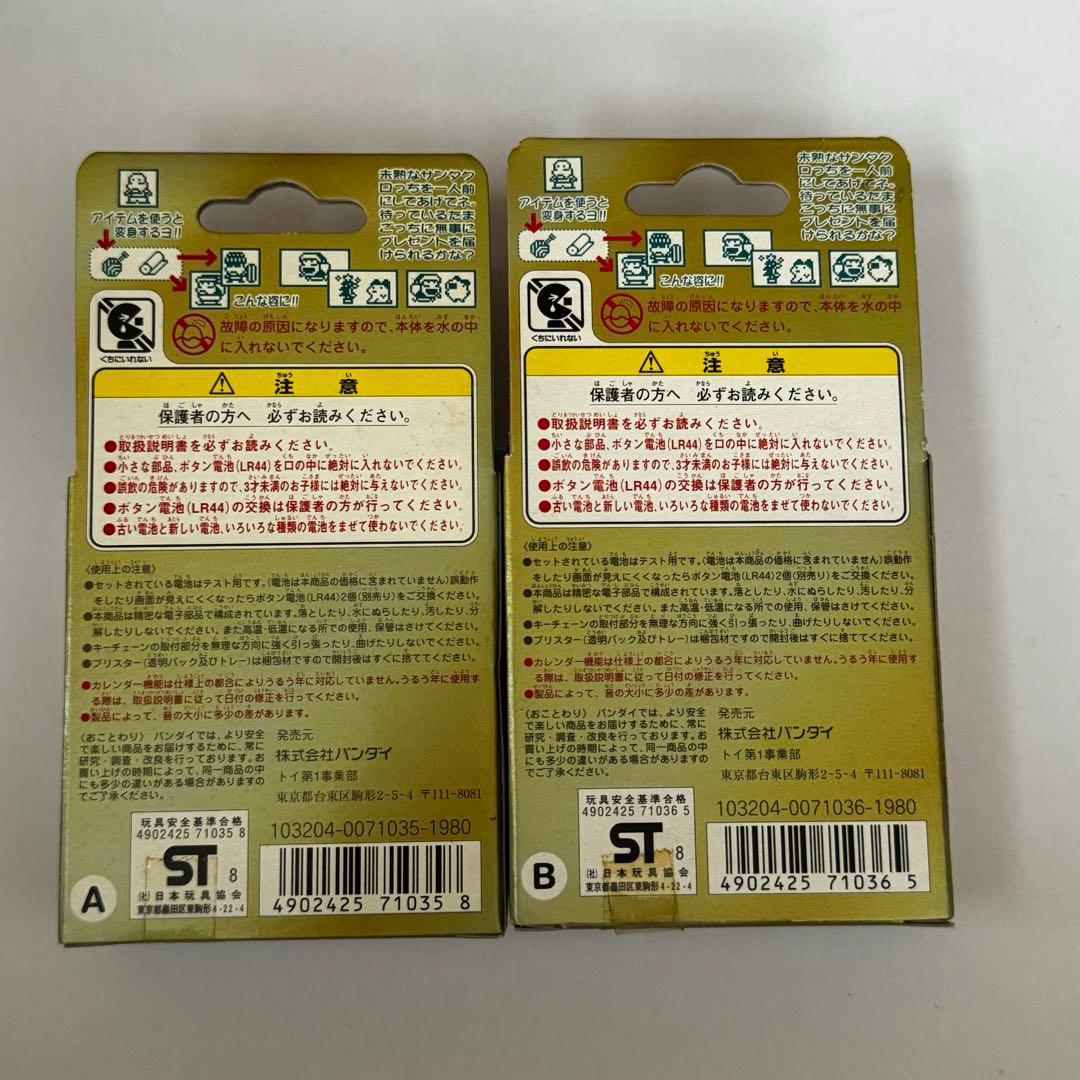 アイテムを使うと
変身するヨ!!
こんな姿に!!
未熟なサンタク
ロっちを一人前
にしてあげてネ。
待っているたま
ごっちに無事に
プレゼントを届
けられるかな?
くちにいれない
故障の原因になりますので、本体を水の中
に入れないでください。
注意
保護者の方へ 必ずお読みください。
●取扱説明書を必ずお読みください。
●小さな部品、ボタン電池(LR44)を口の中に絶対に入れないでください。
●誤飲の危険がありますので、3才未満のお子様には絶対に与えないでください。
●ボタン電池(LR44)の交換は保護者の方が行ってください。
●古い電池と新しい電池、いろいろな種類の電池をまぜて使わないでください。
〈使用上の注意〉
●セットされている電池はテスト用です。(電池は本商品の価格に含まれていません)誤動作
をしたり画面が見えにくくなったらボタン電池(LR44)2個(別売り)をご交換ください。
●本商品は精密な電子部品で構成されています。落としたり、水にぬらしたり、汚したり、分
解したりしないでください。また高温・低温になる所での使用、保管はさけてください。
●キーチェーンの取付部分を無理な方向に強く引っ張ったり、曲げたりしないでください。
●ブリスター(透明パック及びトレー)は梱包材ですので開封後はすぐに捨ててください。
●カレンダー機能は仕様上の都合によりうるう年に対応していません。うるう年に使用す
る際は、取扱説明書に従って日付の修正を行ってください。
●製品によって、音の大小に多少の差があります。
〈おことわり〉バンダイでは、より安全
で楽しい商品をお届けするために、常に
研究・調査・改良を行っております。お
買い上げの時期によって、同一商品の中
にも多少の違いがある場合がありますの
でご了承ください。
発売元
株式会社バンダイ
トイ第1事業部
東京都台東区駒形2-5-4 〒111-8081
玩具安全基準合格
4902425 71035 8
ST 8
(社)日本玩具協会
東京都墨田区東駒形4-22-4
A
103204-0071035-1980
4902425 71035 8
アイテムを使うと
変身するヨ!!
こんな姿に!!
未熟なサンタク
ロっちを一人前
にしてあげてネ。
待っているたま
ごっちに無事に
プレゼントを届
けられるかな?
くちにいれない
故障の原因になりますので、本体を水の中
に入れないでください。
注意
保護者の方へ 必ずお読みください。
●取扱説明書を必ずお読みください。
●小さな部品、ボタン電池(LR44)を口の中に絶対に入れないでください。
●誤飲の危険がありますので、3才未満のお子様には絶対に与えないでください。
●ボタン電池(LR44)の交換は保護者の方が行ってください。
●古い電池と新しい電池、いろいろな種類の電池をまぜて使わないでください。
〈使用上の注意〉
●セットされている電池はテスト用です。(電池は本商品の価格に含まれていません)誤動作
をしたり画面が見えにくくなったらボタン電池(LR44)2個(別売り)をご交換ください。
●本商品は精密な電子部品で構成されています。落としたり、水にぬらしたり、汚したり、分
解したりしないでください。また高温・低温になる所での使用、保管はさけてください。
●キーチェーンの取付部分を無理な方向に強く引っ張ったり、曲げたりしないでください。
●ブリスター(透明パック及びトレー)は梱包材ですので開封後はすぐに捨ててください。
●カレンダー機能は仕様上の都合によりうるう年に対応していません。うるう年に使用す
る際は、取扱説明書に従って日付の修正を行ってください。
●製品によって、音の大小に多少の差があります。
〈おことわり〉バンダイでは、より安全
で楽しい商品をお届けするために、常に
研究・調査・改良を行っております。お
買い上げの時期によって、同一商品の中
にも多少の違いがある場合がありますの
でご了承ください。
発売元
株式会社バンダイ
トイ第1事業部
東京都台東区駒形2-5-4 〒111-8081
玩具安全基準合格
4902425 71036 5
ST 8
(社)日本玩具協会
東京都墨田区東駒形4-22-4
B
103204-0071036-1980
4902425 71036 5